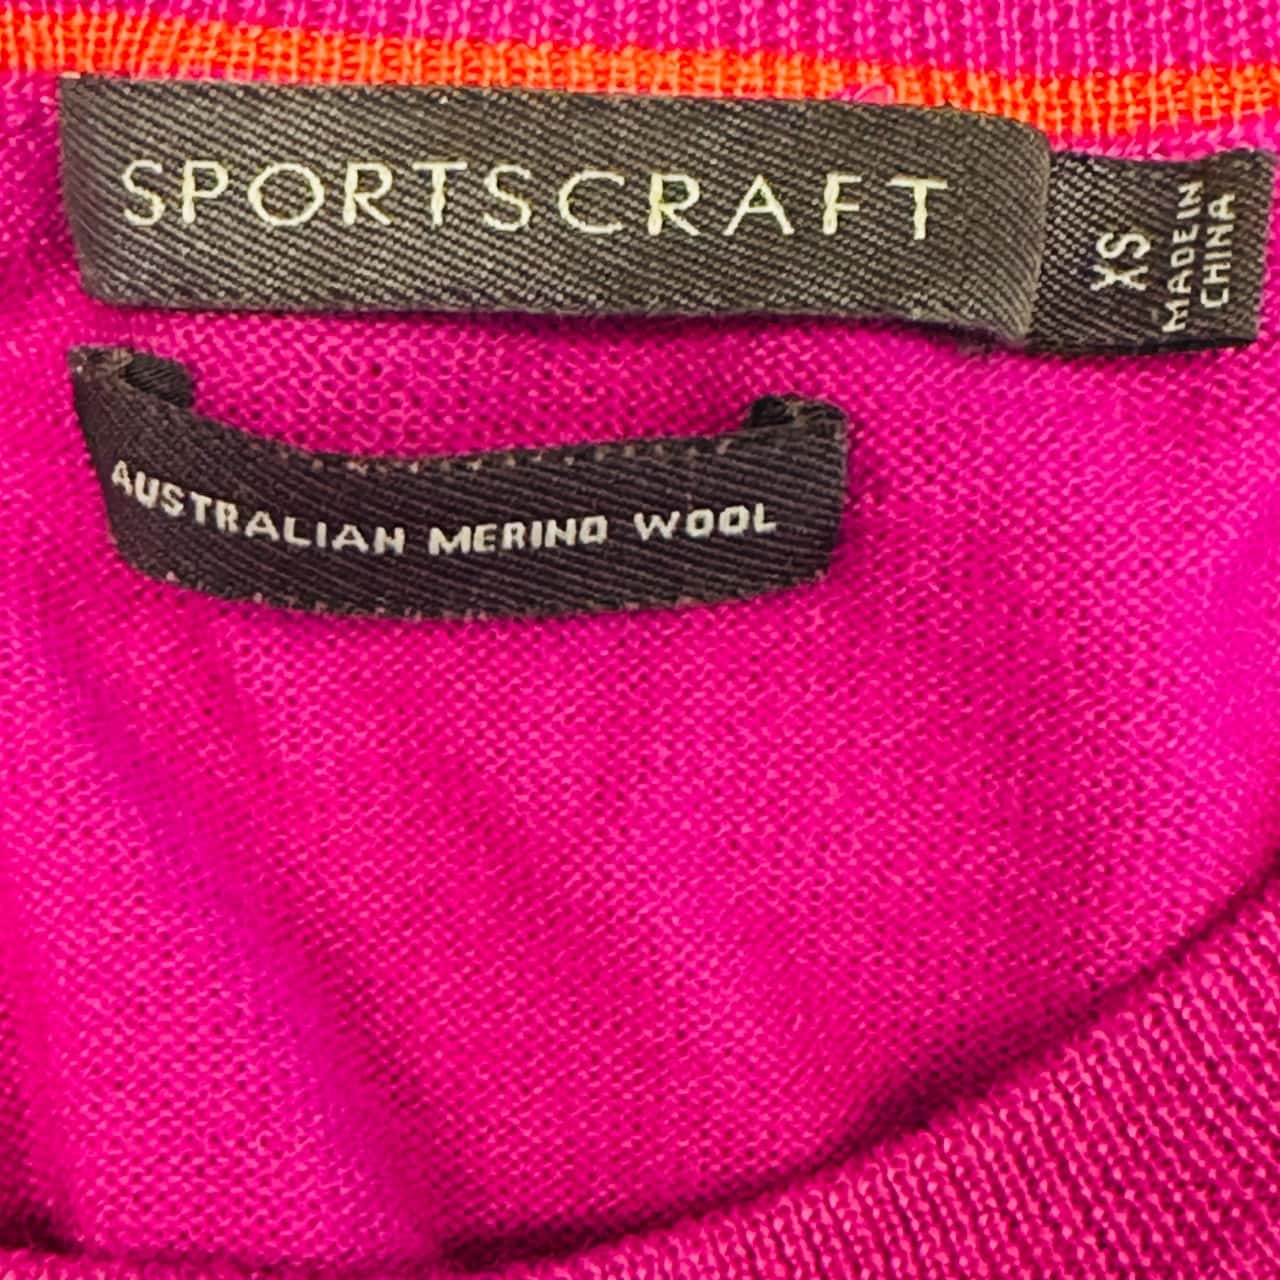 SPORTSCRAFT
XS
MADE IN
CHINA
AUSTRALIAN MERINO WOOL